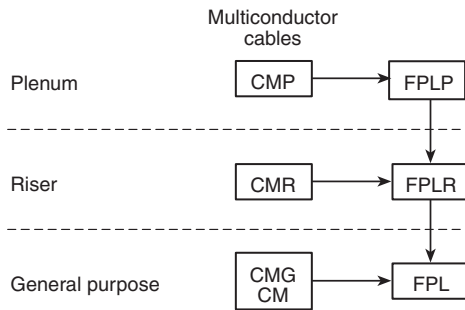 Multiconductor
cables
Plenum
CMP
FPLP
Riser
CMR
FPLR
General purpose
CMG
CM
FPL